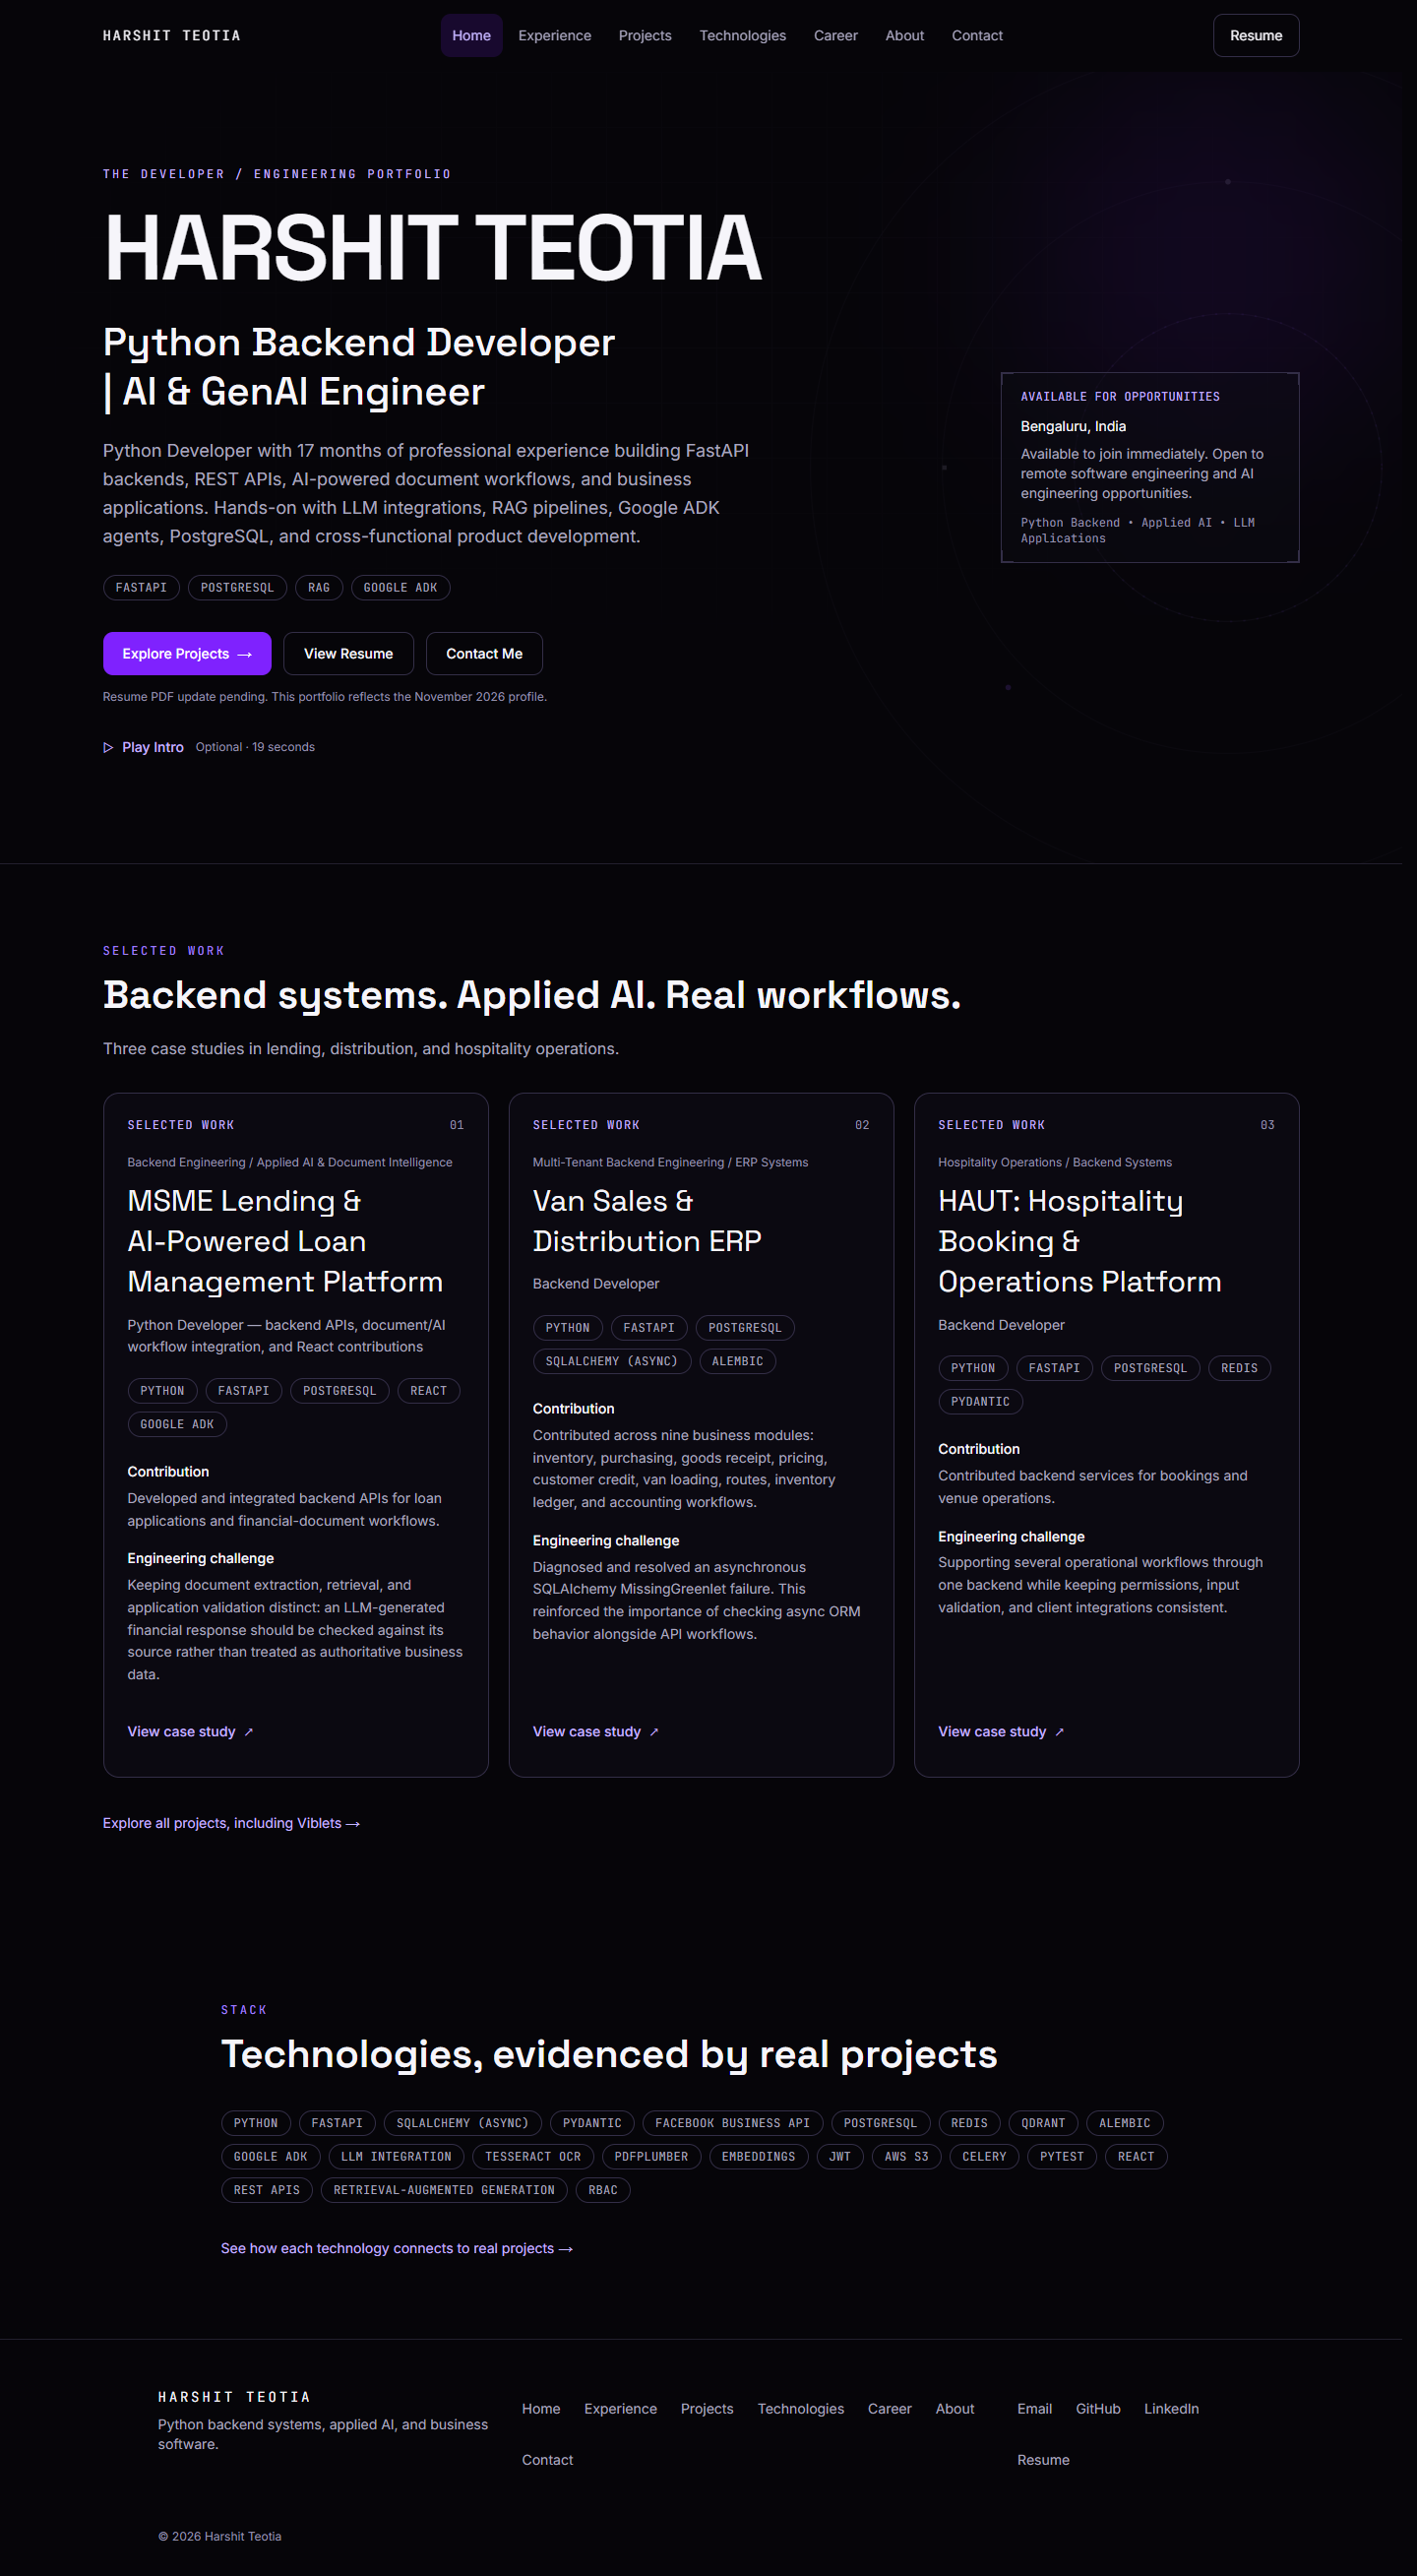 HARSHIT TEOTIA
Home Experience Projects Technologies Career About Contact
Resume
THE DEVELOPER / ENGINEERING PORTFOLIO
HARSHIT TEOTIA
Python Backend Developer
| AI & GenAI Engineer
Python Developer with 17 months of professional experience building FastAPI
backends, REST APIs, AI-powered document workflows, and business
applications. Hands-on with LLM integrations, RAG pipelines, Google ADK
agents, PostgreSQL, and cross-functional product development.
FASTAPI POSTGRESQL RAG GOOGLE ADK
Explore Projects →
View Resume
Contact Me
Resume PDF update pending. This portfolio reflects the November 2026 profile.
▷ Play Intro Optional · 19 seconds
AVAILABLE FOR OPPORTUNITIES
Bengaluru, India
Available to join immediately. Open to
remote software engineering and AI
engineering opportunities.
Python Backend • Applied AI • LLM
Applications
SELECTED WORK
Backend systems. Applied AI. Real workflows.
Three case studies in lending, distribution, and hospitality operations.
SELECTED WORK 01
Backend Engineering / Applied AI & Document Intelligence
MSME Lending &
AI-Powered Loan
Management Platform
Python Developer — backend APIs, document/AI
workflow integration, and React contributions
PYTHON FASTAPI POSTGRESQL REACT
GOOGLE ADK
Contribution
Developed and integrated backend APIs for loan
applications and financial-document workflows.
Engineering challenge
Keeping document extraction, retrieval, and
application validation distinct: an LLM-generated
financial response should be checked against its
source rather than treated as authoritative business
data.
View case study ↗
SELECTED WORK 02
Multi-Tenant Backend Engineering / ERP Systems
Van Sales &
Distribution ERP
Backend Developer
PYTHON FASTAPI POSTGRESQL
SQLALCHEMY (ASYNC) ALEMBIC
Contribution
Contributed across nine business modules:
inventory, purchasing, goods receipt, pricing,
customer credit, van loading, routes, inventory
ledger, and accounting workflows.
Engineering challenge
Diagnosed and resolved an asynchronous
SQLAlchemy MissingGreenlet failure. This
reinforced the importance of checking async ORM
behavior alongside API workflows.
View case study ↗
SELECTED WORK 03
Hospitality Operations / Backend Systems
HAUT: Hospitality
Booking &
Operations Platform
Backend Developer
PYTHON FASTAPI POSTGRESQL REDIS
PYDANTIC
Contribution
Contributed backend services for bookings and
venue operations.
Engineering challenge
Supporting several operational workflows through
one backend while keeping permissions, input
validation, and client integrations consistent.
View case study ↗
Explore all projects, including Viblets →
STACK
Technologies, evidenced by real projects
PYTHON FASTAPI SQLALCHEMY (ASYNC) PYDANTIC FACEBOOK BUSINESS API POSTGRESQL REDIS QDRANT ALEMBIC
GOOGLE ADK LLM INTEGRATION TESSERACT OCR PDFPLUMBER EMBEDDINGS JWT AWS S3 CELERY PYTEST REACT
REST APIS RETRIEVAL-AUGMENTED GENERATION RBAC
See how each technology connects to real projects →
HARSHIT TEOTIA
Python backend systems, applied AI, and business
software.
Home Experience Projects Technologies Career About
Contact
Email GitHub LinkedIn
Resume
© 2026 Harshit Teotia